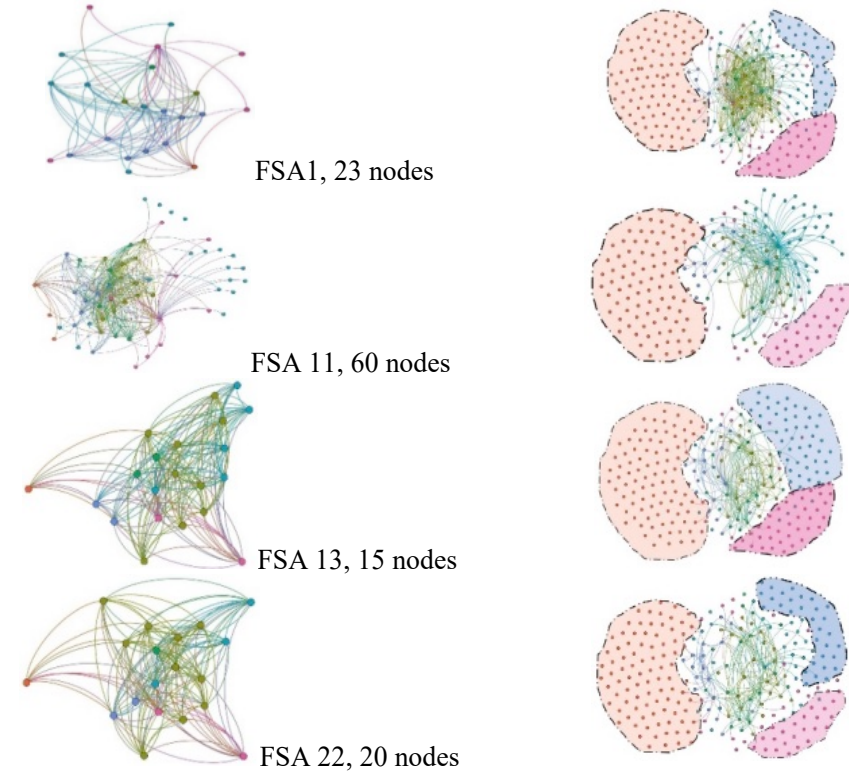 FSA1, 23 nodes
FSA 11, 60 nodes
FSA 13, 15 nodes
FSA 22, 20 nodes